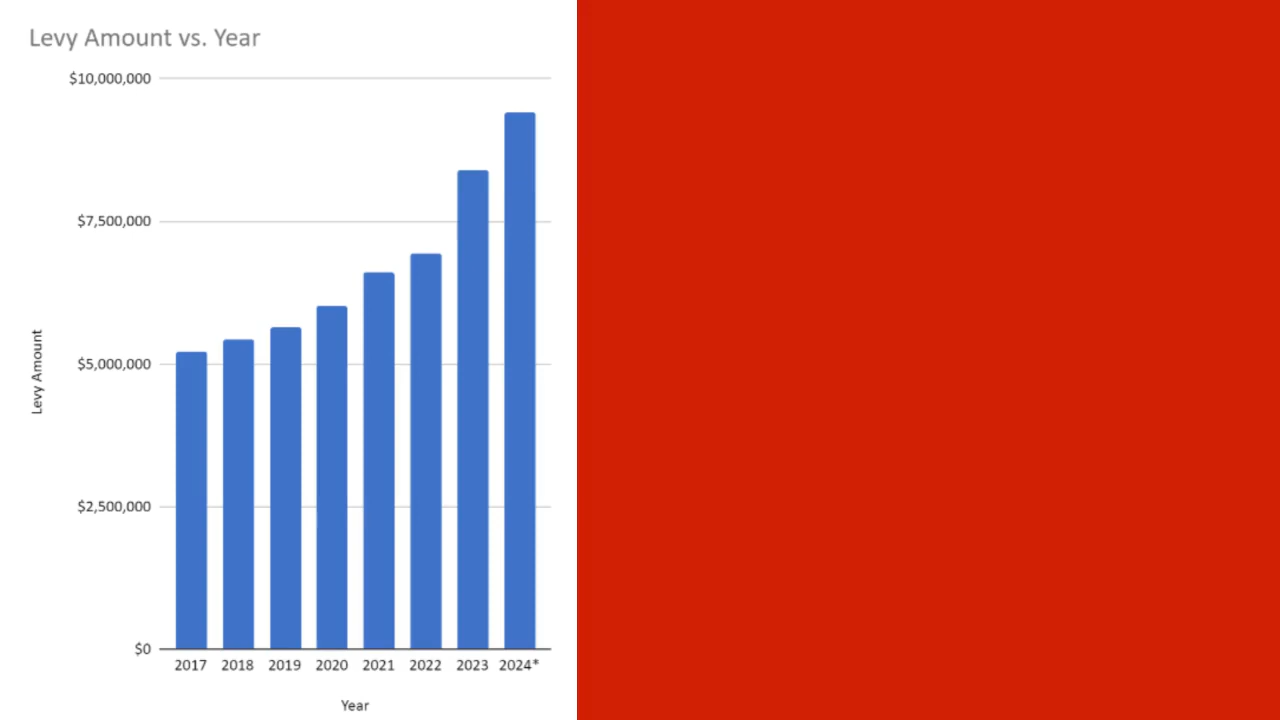 Levy Amount vs. Year
$10,000,000
$7,500,000
$5,000,000
$2,500,000
$0
Levy Amount
2017 2018 2019 2020 2021 2022 2023 2024*
Year